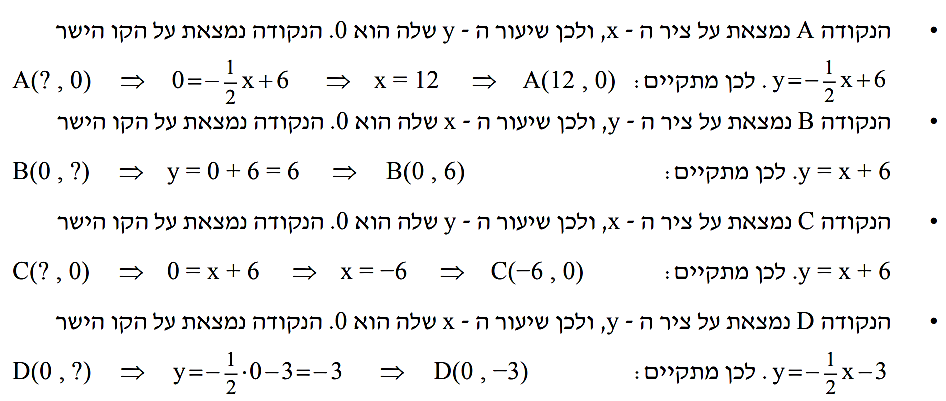 • הנקודה A נמצאת על ציר ה - x, ולכן שיעור ה - y שלה הוא 0. הנקודה נמצאת על הקו הישר
y=−1/2x+6. לכן מתקיים: A(? , 0) ⇒ 0=−1/2x+6 ⇒ x = 12 ⇒ A(12 , 0)
• הנקודה B נמצאת על ציר ה - y, ולכן שיעור ה - x שלה הוא 0. הנקודה נמצאת על הקו הישר
y = x + 6. לכן מתקיים: B(0 , ?) ⇒ y = 0 + 6 = 6 ⇒ B(0 , 6)
• הנקודה C נמצאת על ציר ה - x, ולכן שיעור ה - y שלה הוא 0. הנקודה נמצאת על הקו הישר
y = x + 6. לכן מתקיים: C(? , 0) ⇒ 0 = x + 6 ⇒ x = −6 ⇒ C(−6 , 0)
• הנקודה D נמצאת על ציר ה - y, ולכן שיעור ה - x שלה הוא 0. הנקודה נמצאת על הקו הישר
y=−1/2x−3. לכן מתקיים: D(0 , ?) ⇒ y=−1/2·0−3=−3 ⇒ D(0 , −3)